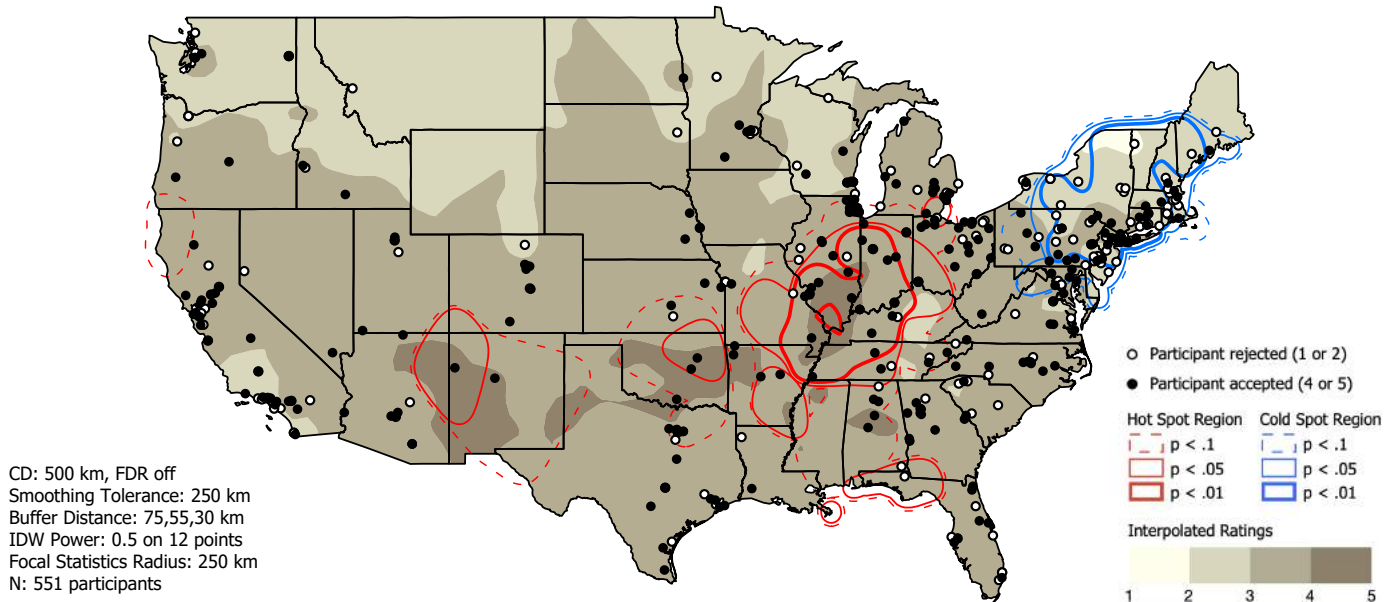 CD: 500 km, FDR off
Smoothing Tolerance: 250 km
Buffer Distance: 75,55,30 km
IDW Power: 0.5 on 12 points
Focal Statistics Radius: 250 km
N: 551 participants
Participant rejected (1 or 2)
Participant accepted (4 or 5)
Hot Spot Region Cold Spot Region
p < .1 p < .1
p < .05 p < .05
p < .01 p < .01
Interpolated Ratings
1 2 3 4 5